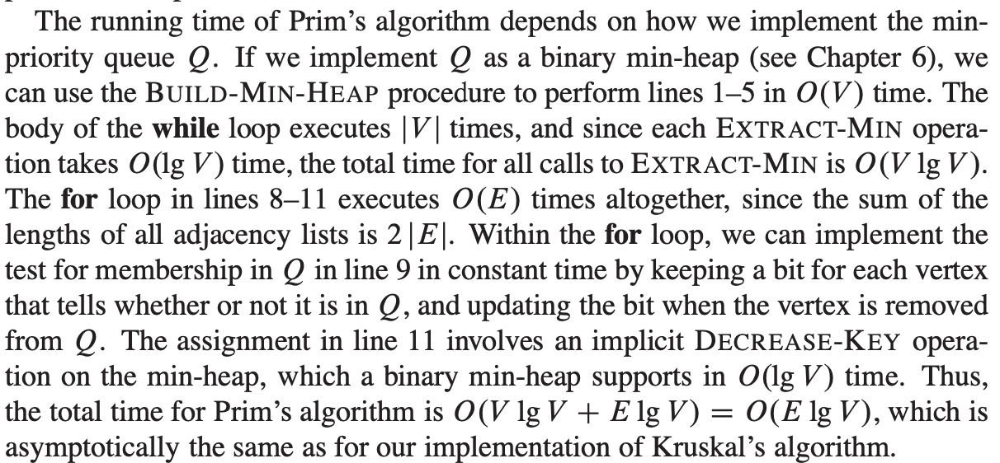 The running time of Prim's algorithm depends on how we implement the min-
priority queue Q. If we implement Q as a binary min-heap (see Chapter 6), we
can use the BUILD-MIN-HEAP procedure to perform lines 1–5 in O(V) time. The
body of the while loop executes |V| times, and since each EXTRACT-MIN opera-
tion takes O(lg V) time, the total time for all calls to EXTRACT-MIN is O(V lg V).
The for loop in lines 8–11 executes O(E) times altogether, since the sum of the
lengths of all adjacency lists is 2|E|. Within the for loop, we can implement the
test for membership in Q in line 9 in constant time by keeping a bit for each vertex
that tells whether or not it is in Q, and updating the bit when the vertex is removed
from Q. The assignment in line 11 involves an implicit DECREASE-KEY opera-
tion on the min-heap, which a binary min-heap supports in O(lg V) time. Thus,
the total time for Prim's algorithm is O(V lg V + E lg V) = O(E lg V), which is
asymptotically the same as for our implementation of Kruskal's algorithm.